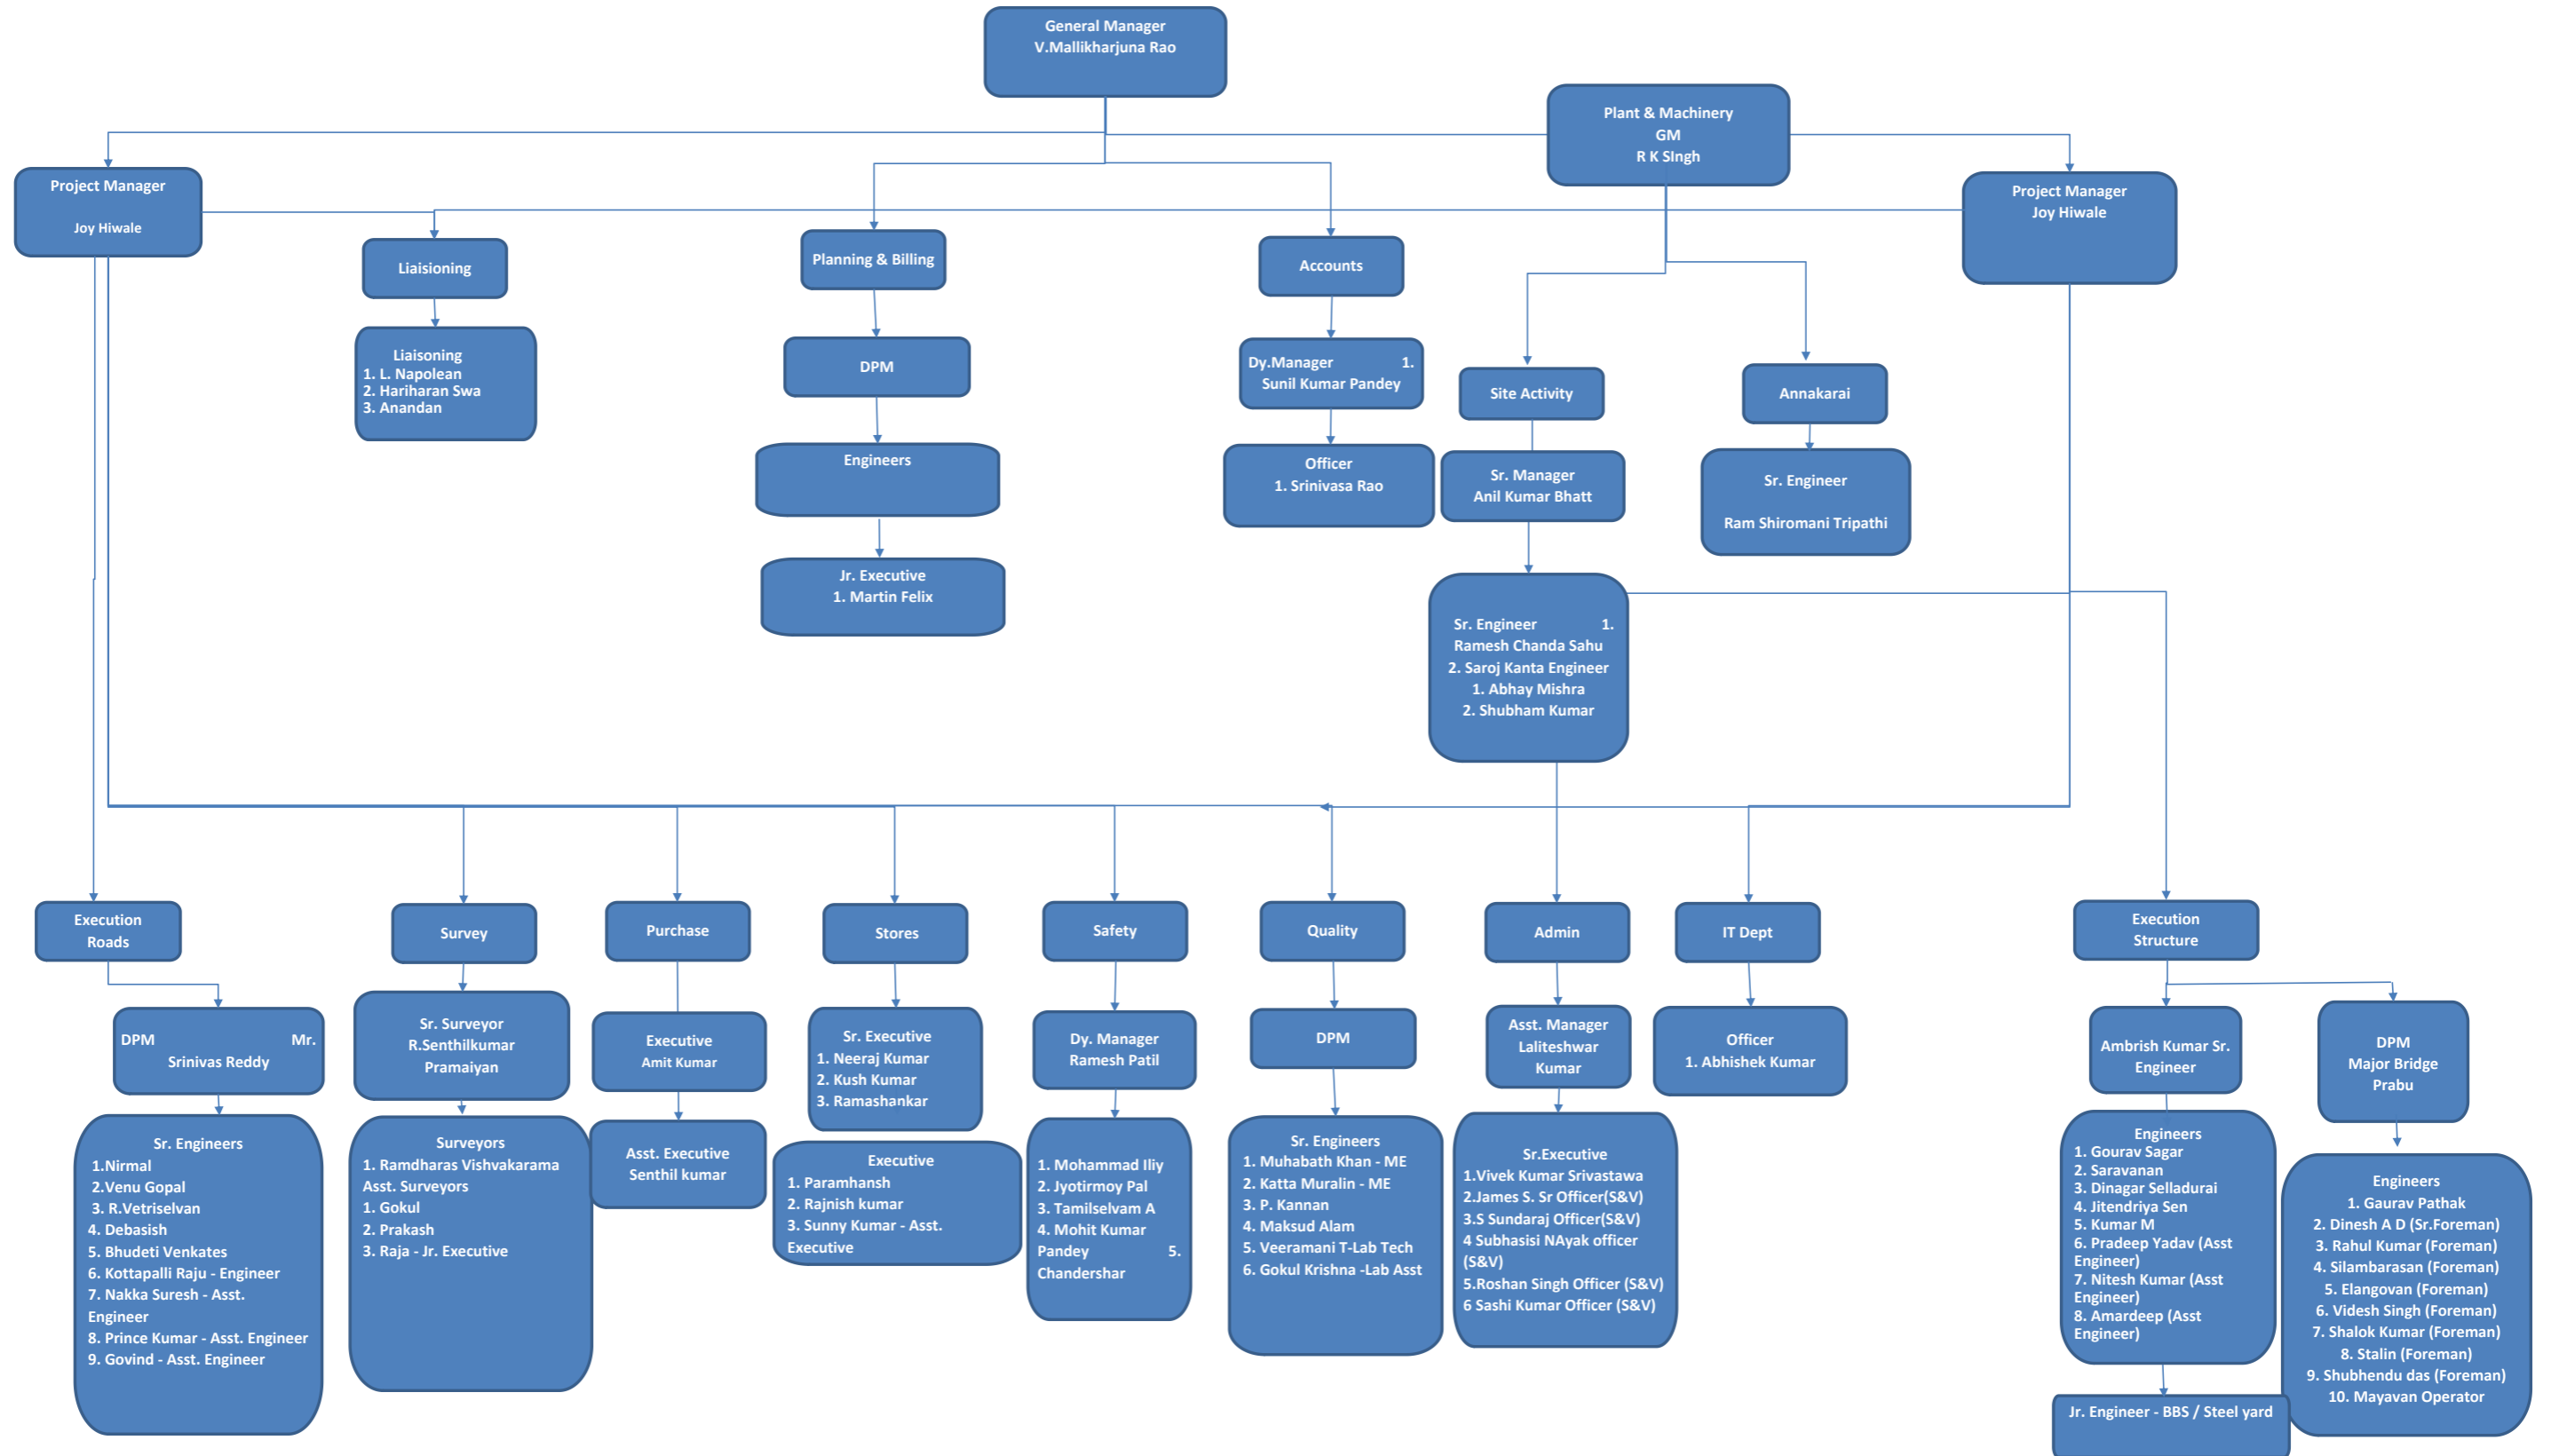 General Manager
V.Mallikharjuna Rao
Plant & Machinery
GM
R K SIngh
Project Manager
Joy Hiwale
Project Manager
Joy Hiwale
Liaisioning
Planning & Billing
Accounts
Liaisoning
1. L. Napolean
2. Hariharan Swa
3. Anandan
DPM
Dy.Manager 1.
Sunil Kumar Pandey
Site Activity
Annakarai
Engineers
Officer
1. Srinivasa Rao
Sr. Manager
Anil Kumar Bhatt
Sr. Engineer
Ram Shiromani Tripathi
Jr. Executive
1. Martin Felix
Sr. Engineer 1.
Ramesh Chanda Sahu
2. Saroj Kanta Engineer
1. Abhay Mishra
2. Shubham Kumar
Execution
Roads
Survey
Purchase
Stores
Safety
Quality
Admin
IT Dept
Execution
Structure
DPM Mr.
Srinivas Reddy
Sr. Surveyor
R.Senthilkumar
Pramaiyan
Executive
Amit Kumar
Sr. Executive
1. Neeraj Kumar
2. Kush Kumar
3. Ramashankar
Dy. Manager
Ramesh Patil
DPM
Asst. Manager
Laliteshwar
Kumar
Officer
1. Abhishek Kumar
Ambrish Kumar Sr.
Engineer
DPM
Major Bridge
Prabu
Sr. Engineers
1.Nirmal
2.Venu Gopal
3. R.Vetriselvan
4. Debasish
5. Bhudeti Venkates
6. Kottapalli Raju - Engineer
7. Nakka Suresh - Asst.
Engineer
8. Prince Kumar - Asst. Engineer
9. Govind - Asst. Engineer
Surveyors
1. Ramdharas Vishvakarama
Asst. Surveyors
1. Gokul
2. Prakash
3. Raja - Jr. Executive
Asst. Executive
Senthil kumar
Executive
1. Paramhansh
2. Rajnish kumar
3. Sunny Kumar - Asst.
Executive
1. Mohammad Iliy
2. Jyotirmoy Pal
3. Tamilselvam A
4. Mohit Kumar
Pandey 5.
Chandershar
Sr. Engineers
1. Muhabath Khan - ME
2. Katta Muralin - ME
3. P. Kannan
4. Maksud Alam
5. Veeramani T-Lab Tech
6. Gokul Krishna -Lab Asst
Sr.Executive
1.Vivek Kumar Srivastawa
2.James S. Sr Officer(S&V)
3.S Sundaraj Officer(S&V)
4 Subhasisi NAyak officer
(S&V)
5.Roshan Singh Officer (S&V)
6 Sashi Kumar Officer (S&V)
Engineers
1. Gourav Sagar
2. Saravanan
3. Dinagar Selladurai
4. Jitendriya Sen
5. Kumar M
6. Pradeep Yadav (Asst
Engineer)
7. Nitesh Kumar (Asst
Engineer)
8. Amardeep (Asst
Engineer)
Engineers
1. Gaurav Pathak
2. Dinesh A D (Sr.Foreman)
3. Rahul Kumar (Foreman)
4. Silambarasan (Foreman)
5. Elangovan (Foreman)
6. Videsh Singh (Foreman)
7. Shalok Kumar (Foreman)
8. Stalin (Foreman)
9. Shubhendu das (Foreman)
10. Mayavan Operator
Jr. Engineer - BBS / Steel yard